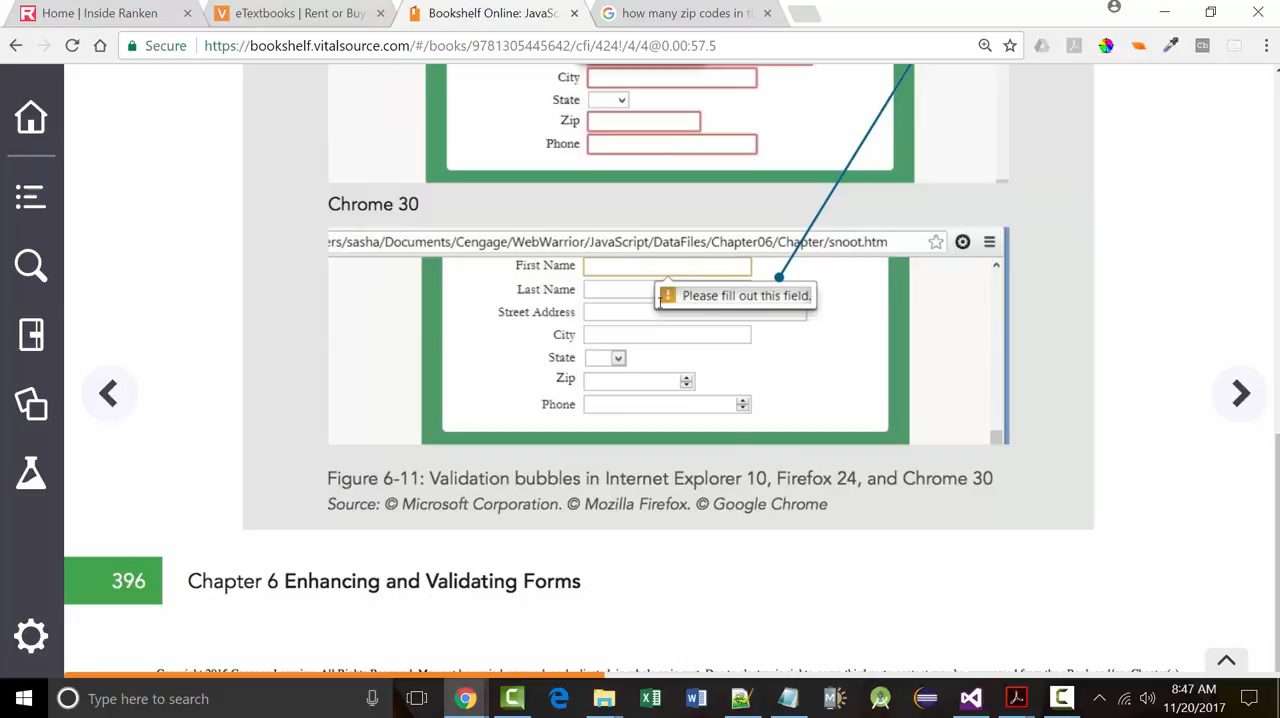 Home | Inside Ranken
eTextbooks | Rent or Buy
Bookshelf Online: JavaSc
how many zip codes in t
Secure
https://bookshelf.vitalsource.com/#/books/9781305445642/cfi/424!/4/4@0.00:57.5
City
State
Zip
Phone
Chrome 30
ers/sasha/Documents/Cengage/WebWarrior/JavaScript/DataFiles/Chapter06/Chapter/snoot.htm
First Name
Last Name
Please fill out this field.
Street Address
City
State
Zip
Phone
Figure 6-11: Validation bubbles in Internet Explorer 10, Firefox 24, and Chrome 30
Source: © Microsoft Corporation. © Mozilla Firefox. © Google Chrome
396
Chapter 6 Enhancing and Validating Forms
Type here to search
8:47 AM
11/20/2017